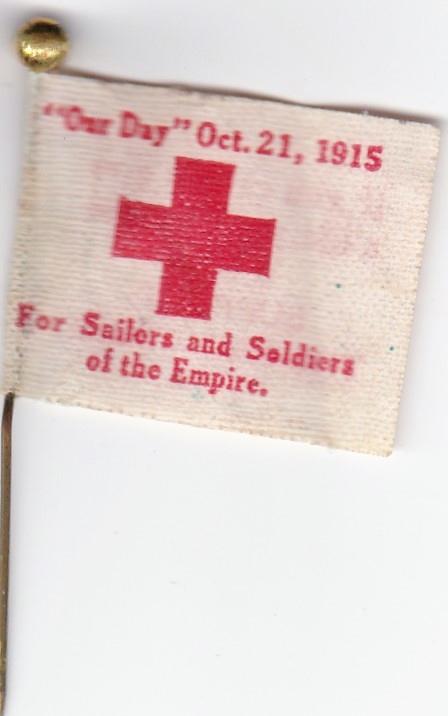 "Our Day" Oct. 21, 1915
For Sailors and Soldiers
of the Empire.